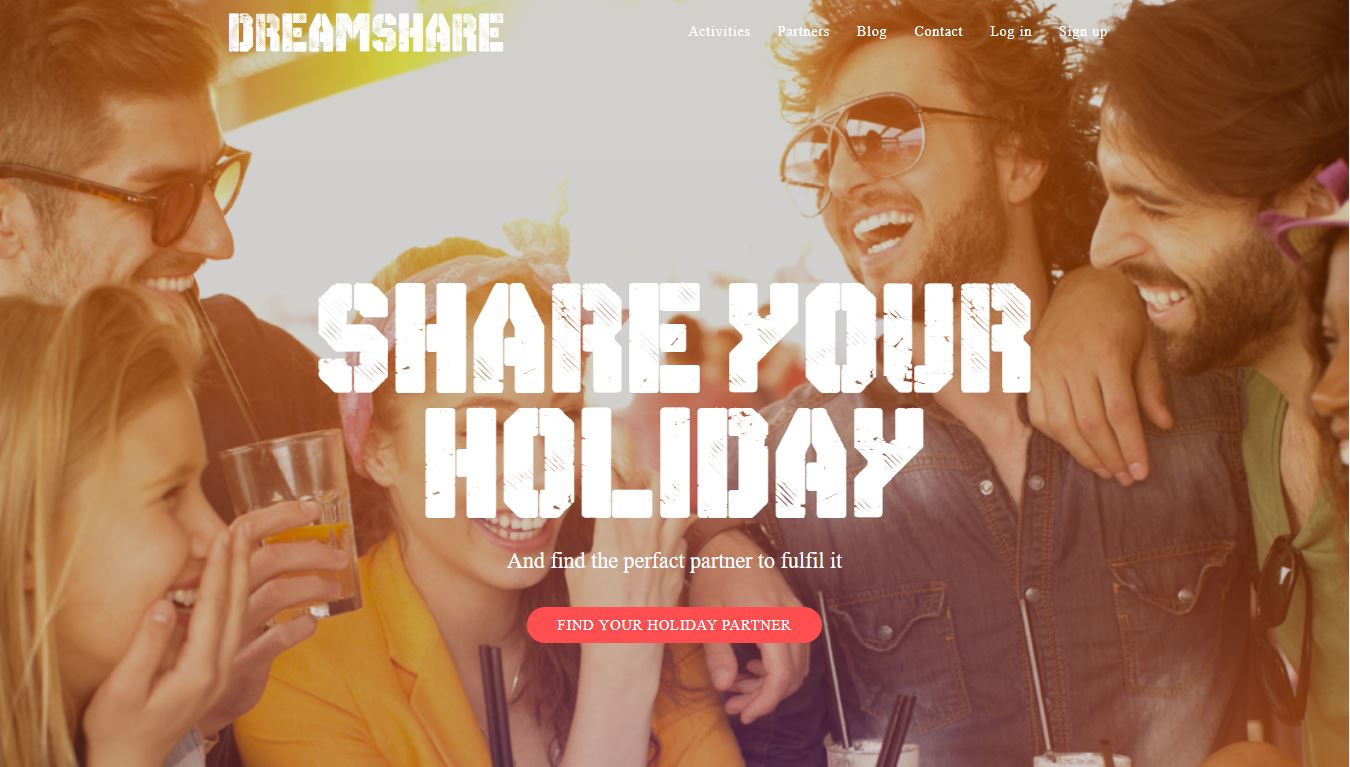 DREAMSHARE
Activities Partners Blog Contact Log in Sign up
SHARE YOUR
HOLIDAY
And find the perfact partner to fulfil it
FIND YOUR HOLIDAY PARTNER